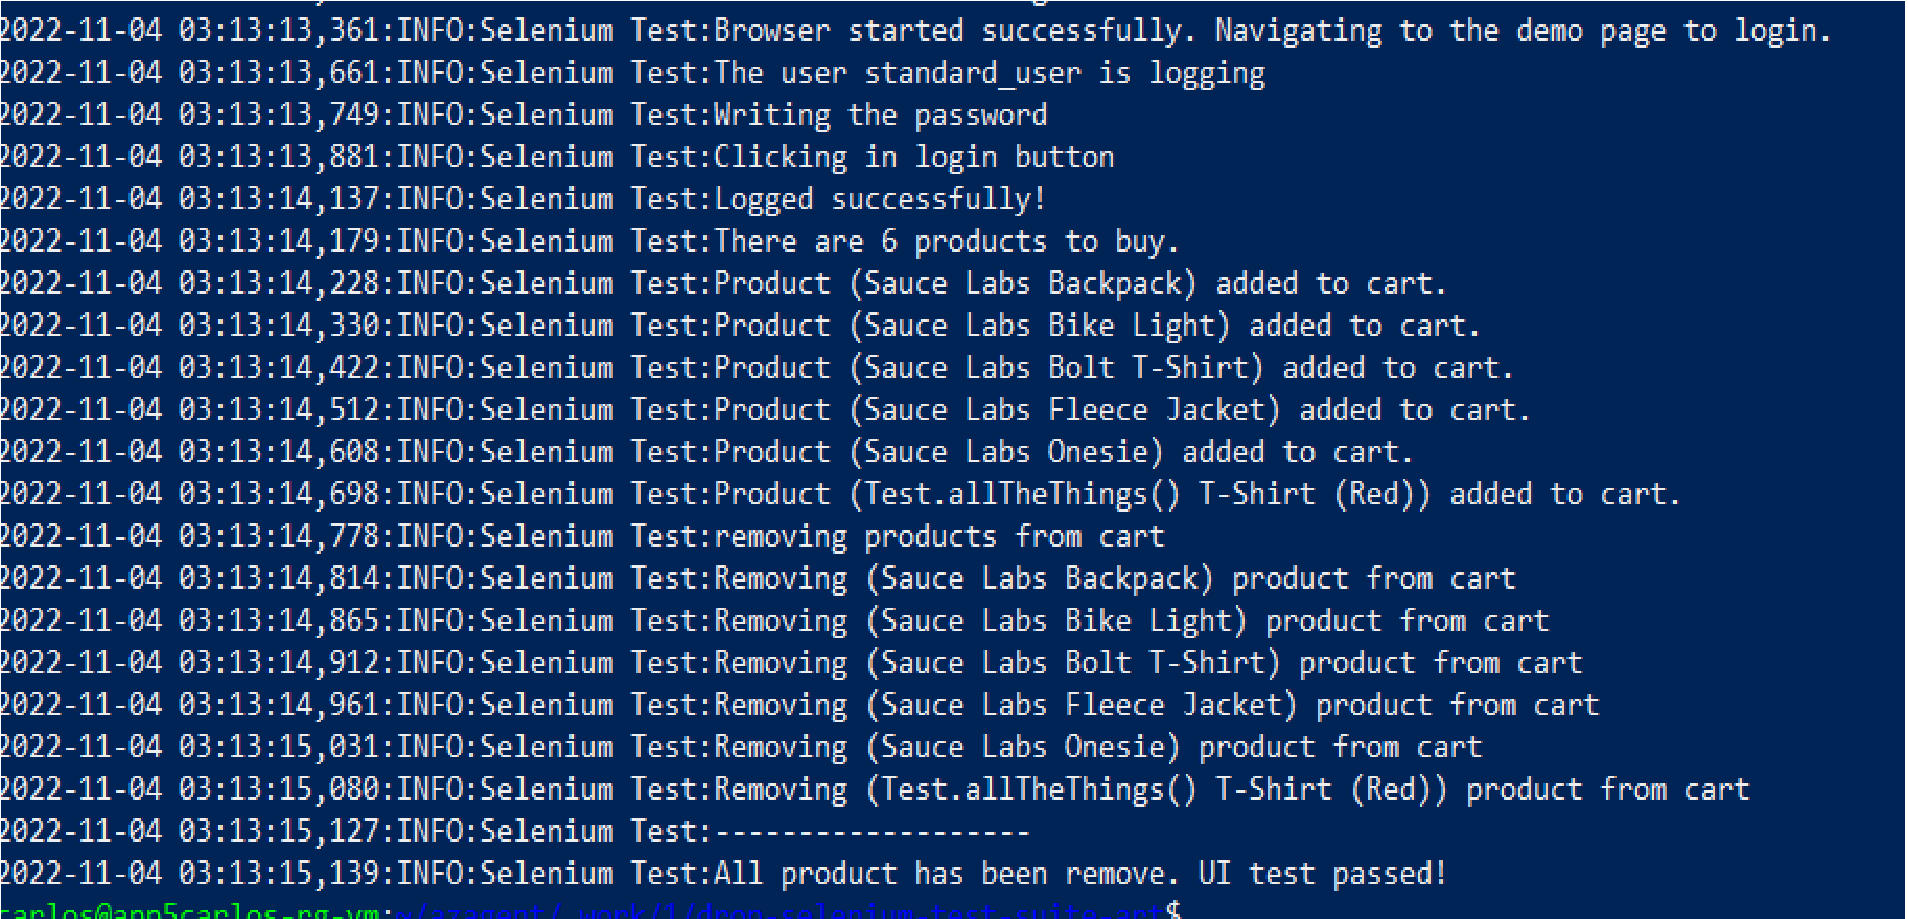 2022-11-04 03:13:13,361:INFO:Selenium Test:Browser started successfully. Navigating to the demo page to login.
2022-11-04 03:13:13,661:INFO:Selenium Test:The user standard_user is logging
2022-11-04 03:13:13,749:INFO:Selenium Test:Writing the password
2022-11-04 03:13:13,881:INFO:Selenium Test:Clicking in login button
2022-11-04 03:13:14,137:INFO:Selenium Test:Logged successfully!
2022-11-04 03:13:14,179:INFO:Selenium Test:There are 6 products to buy.
2022-11-04 03:13:14,228:INFO:Selenium Test:Product (Sauce Labs Backpack) added to cart.
2022-11-04 03:13:14,330:INFO:Selenium Test:Product (Sauce Labs Bike Light) added to cart.
2022-11-04 03:13:14,422:INFO:Selenium Test:Product (Sauce Labs Bolt T-Shirt) added to cart.
2022-11-04 03:13:14,512:INFO:Selenium Test:Product (Sauce Labs Fleece Jacket) added to cart.
2022-11-04 03:13:14,608:INFO:Selenium Test:Product (Sauce Labs Onesie) added to cart.
2022-11-04 03:13:14,698:INFO:Selenium Test:Product (Test.allTheThings() T-Shirt (Red)) added to cart.
2022-11-04 03:13:14,778:INFO:Selenium Test:removing products from cart
2022-11-04 03:13:14,814:INFO:Selenium Test:Removing (Sauce Labs Backpack) product from cart
2022-11-04 03:13:14,865:INFO:Selenium Test:Removing (Sauce Labs Bike Light) product from cart
2022-11-04 03:13:14,912:INFO:Selenium Test:Removing (Sauce Labs Bolt T-Shirt) product from cart
2022-11-04 03:13:14,961:INFO:Selenium Test:Removing (Sauce Labs Fleece Jacket) product from cart
2022-11-04 03:13:15,031:INFO:Selenium Test:Removing (Sauce Labs Onesie) product from cart
2022-11-04 03:13:15,080:INFO:Selenium Test:Removing (Test.allTheThings() T-Shirt (Red)) product from cart
2022-11-04 03:13:15,127:INFO:Selenium Test:-------------------
2022-11-04 03:13:15,139:INFO:Selenium Test:All product has been remove. UI test passed!
carlos@app5carlos-rg-vm:~/azagent/_work/1/drop-selenium-test-suite-art$